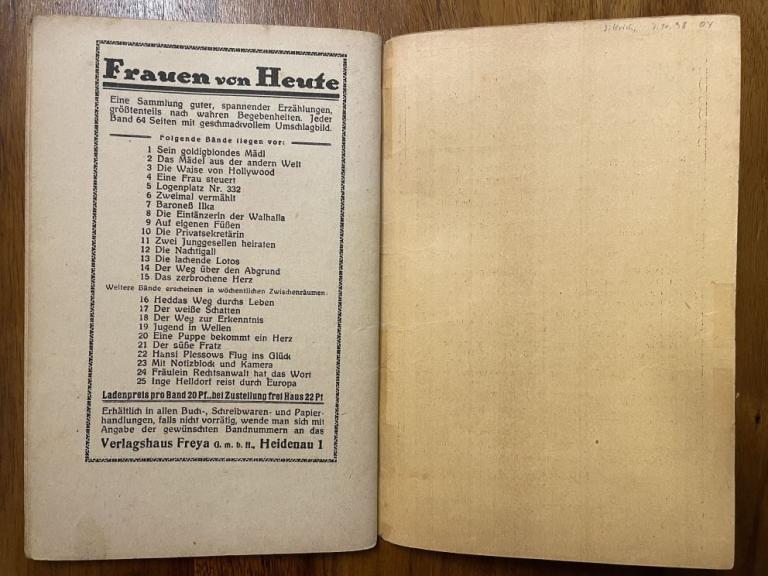 Frauen von Heute
Eine Sammlung guter, spannender Erzählungen,
größtenteils nach wahren Begebenheiten. Jeder
Band 64 Seiten mit geschmackvollem Umschlagbild.
Folgende Bände liegen vor:
1 Sein goldigblondes Mädl
2 Das Mädel aus der andern Welt
3 Die Waise von Hollywood
4 Eine Frau steuert
5 Logenplatz Nr. 332
6 Zweimal vermählt
7 Baroneß Ilka
8 Die Eintänzerin der Walhalla
9 Auf eigenen Füßen
10 Die Privatsekretärin
11 Zwei Junggesellen heiraten
12 Die Nachtigall
13 Die lachende Lotos
14 Der Weg über den Abgrund
15 Das zerbrochene Herz
Weitere Bände erscheinen in wöchentlichen Zwischenräumen:
16 Heddas Weg durchs Leben
17 Der weiße Schatten
18 Der Weg zur Erkenntnis
19 Jugend in Wellen
20 Eine Puppe bekommt ein Herz
21 Der süße Fratz
22 Hansi Plessows Flug ins Glück
23 Mit Notizblock und Kamera
24 Fräulein Rechtsanwalt hat das Wort
25 Inge Helldorf reist durch Europa
Ladenpreis pro Band 20 Pf., bei Zustellung frei Haus 22 Pf
Erhältlich in allen Buch-, Schreibwaren- und Papier-
handlungen, falls nicht vorrätig, wende man sich mit
Angabe der gewünschten Bandnummern an das
Verlagshaus Freya G. m. b. H., Heidenau 1